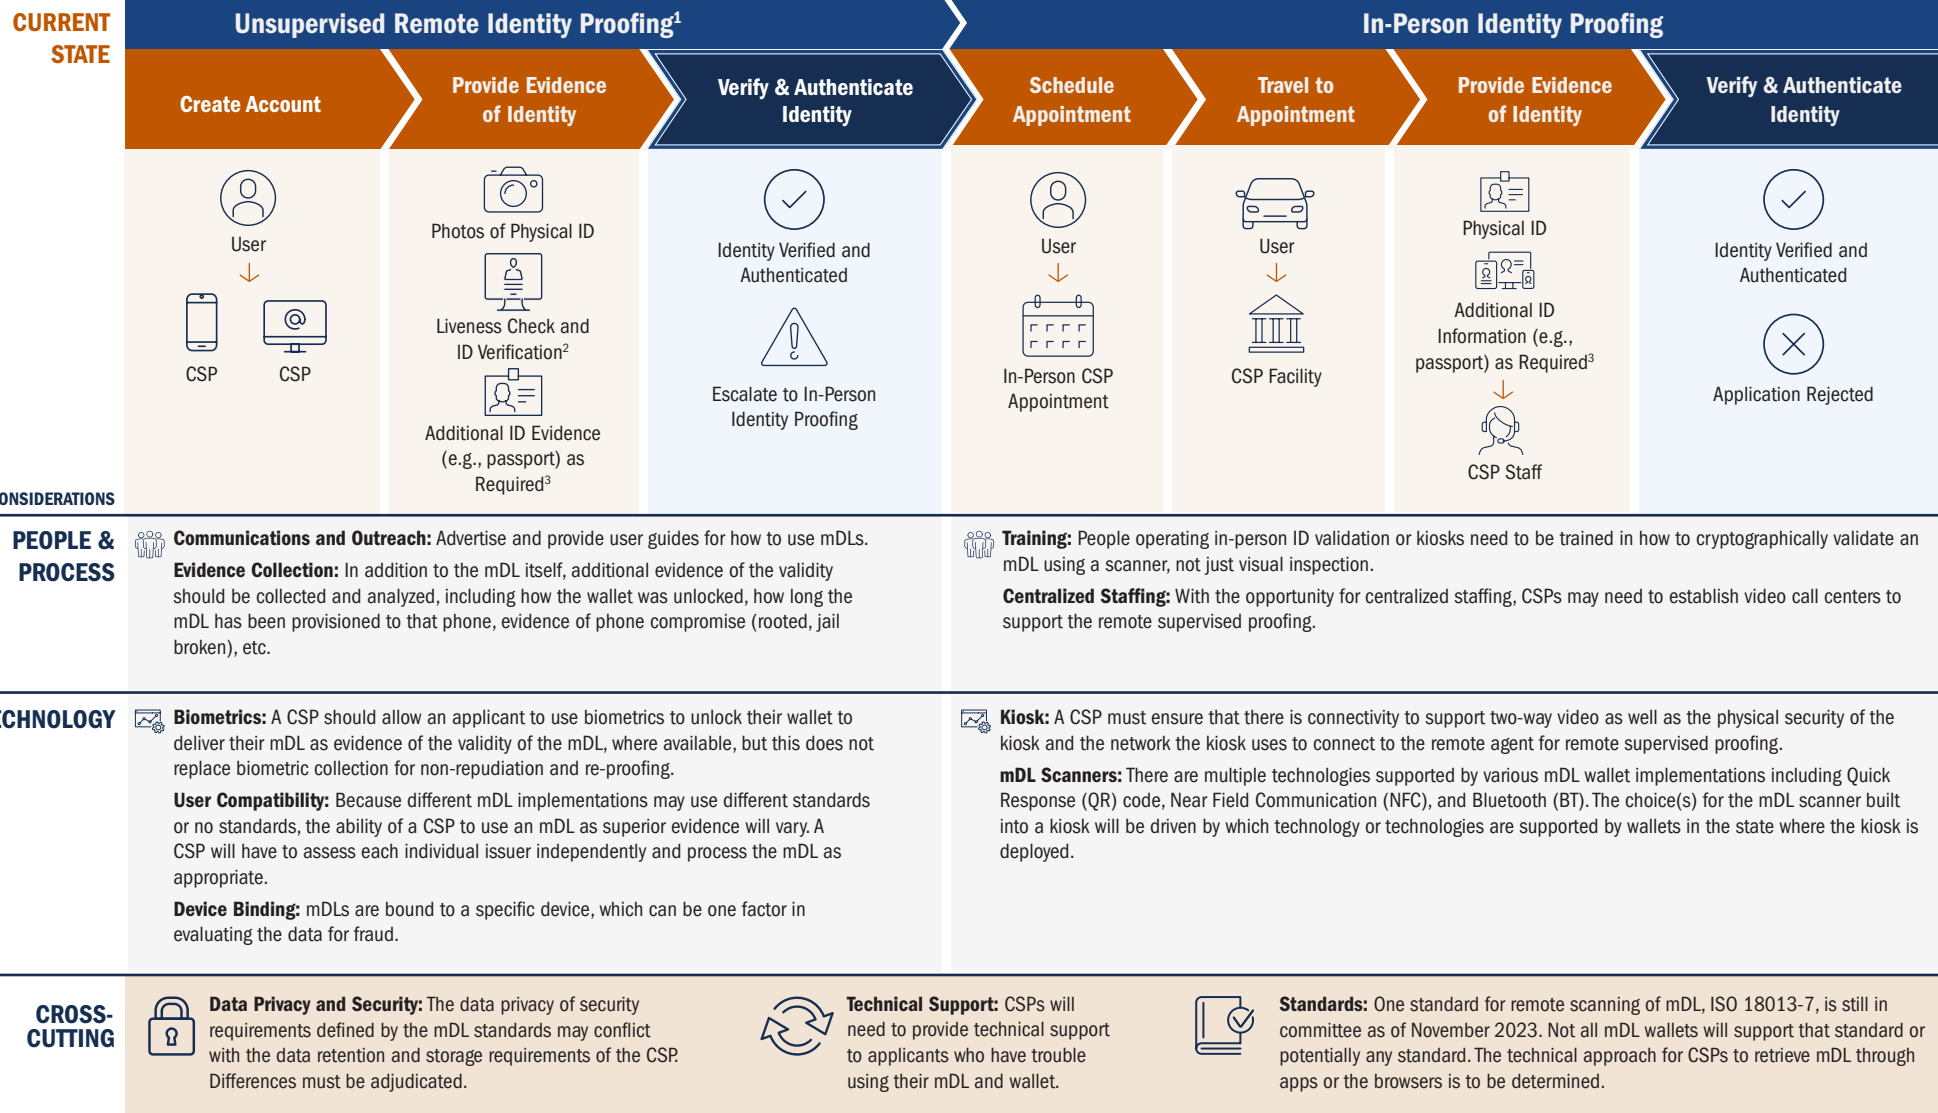 CURRENT
STATE
Unsupervised Remote Identity Proofing1
In-Person Identity Proofing
Create Account
Provide Evidence
of Identity
Verify & Authenticate
Identity
Schedule
Appointment
Travel to
Appointment
Provide Evidence
of Identity
Verify & Authenticate
Identity
User
CSP
CSP
Photos of Physical ID
Liveness Check and
ID Verification2
Additional ID Evidence
(e.g., passport) as
Required3
Identity Verified and
Authenticated
Escalate to In-Person
Identity Proofing
User
In-Person CSP
Appointment
User
CSP Facility
Physical ID
Additional ID
Information (e.g.,
passport) as Required3
CSP Staff
Identity Verified and
Authenticated
Application Rejected
ONSIDERATIONS
PEOPLE &
PROCESS
Communications and Outreach: Advertise and provide user guides for how to use mDLs.
Evidence Collection: In addition to the mDL itself, additional evidence of the validity
should be collected and analyzed, including how the wallet was unlocked, how long the
mDL has been provisioned to that phone, evidence of phone compromise (rooted, jail
broken), etc.
Training: People operating in-person ID validation or kiosks need to be trained in how to cryptographically validate an
mDL using a scanner, not just visual inspection.
Centralized Staffing: With the opportunity for centralized staffing, CSPs may need to establish video call centers to
support the remote supervised proofing.
ECHNOLOGY
Biometrics: A CSP should allow an applicant to use biometrics to unlock their wallet to
deliver their mDL as evidence of the validity of the mDL, where available, but this does not
replace biometric collection for non-repudiation and re-proofing.
User Compatibility: Because different mDL implementations may use different standards
or no standards, the ability of a CSP to use an mDL as superior evidence will vary. A
CSP will have to assess each individual issuer independently and process the mDL as
appropriate.
Device Binding: mDLs are bound to a specific device, which can be one factor in
evaluating the data for fraud.
Kiosk: A CSP must ensure that there is connectivity to support two-way video as well as the physical security of the
kiosk and the network the kiosk uses to connect to the remote agent for remote supervised proofing.
mDL Scanners: There are multiple technologies supported by various mDL wallet implementations including Quick
Response (QR) code, Near Field Communication (NFC), and Bluetooth (BT). The choice(s) for the mDL scanner built
into a kiosk will be driven by which technology or technologies are supported by wallets in the state where the kiosk is
deployed.
CROSS-
CUTTING
Data Privacy and Security: The data privacy of security
requirements defined by the mDL standards may conflict
with the data retention and storage requirements of the CSP.
Differences must be adjudicated.
Technical Support: CSPs will
need to provide technical support
to applicants who have trouble
using their mDL and wallet.
Standards: One standard for remote scanning of mDL, ISO 18013-7, is still in
committee as of November 2023. Not all mDL wallets will support that standard or
potentially any standard. The technical approach for CSPs to retrieve mDL through
apps or the browsers is to be determined.